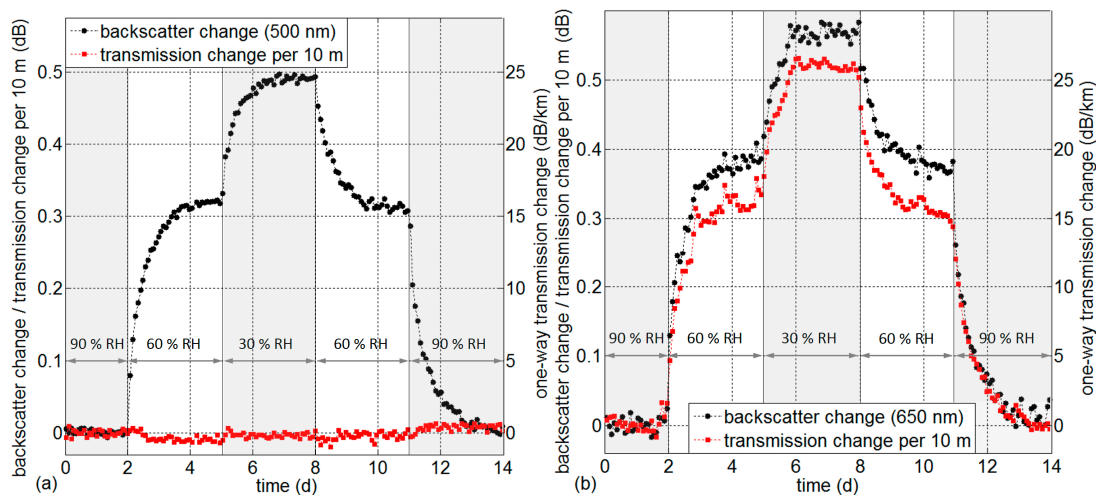 backscatter change (500 nm)
transmission change per 10 m
backscatter change / transmission change per 10 m (dB)
0.5
0.4
0.3
0.2
0.1
0
90 % RH
60 % RH
30 % RH
60 % RH
90 % RH
25
20
15
10
5
0
one-way transmission change (dB/km)
0 2 4 6 8 10 12 14
(a) time (d)
backscatter change / transmission change per 10 m (dB)
0.5
0.4
0.3
0.2
0.1
0
90 % RH
60 % RH
30 % RH
60 % RH
90 % RH
25
20
15
10
5
0
one-way transmission change (dB/km)
backscatter change (650 nm)
transmission change per 10 m
0 2 4 6 8 10 12 14
(b) time (d)